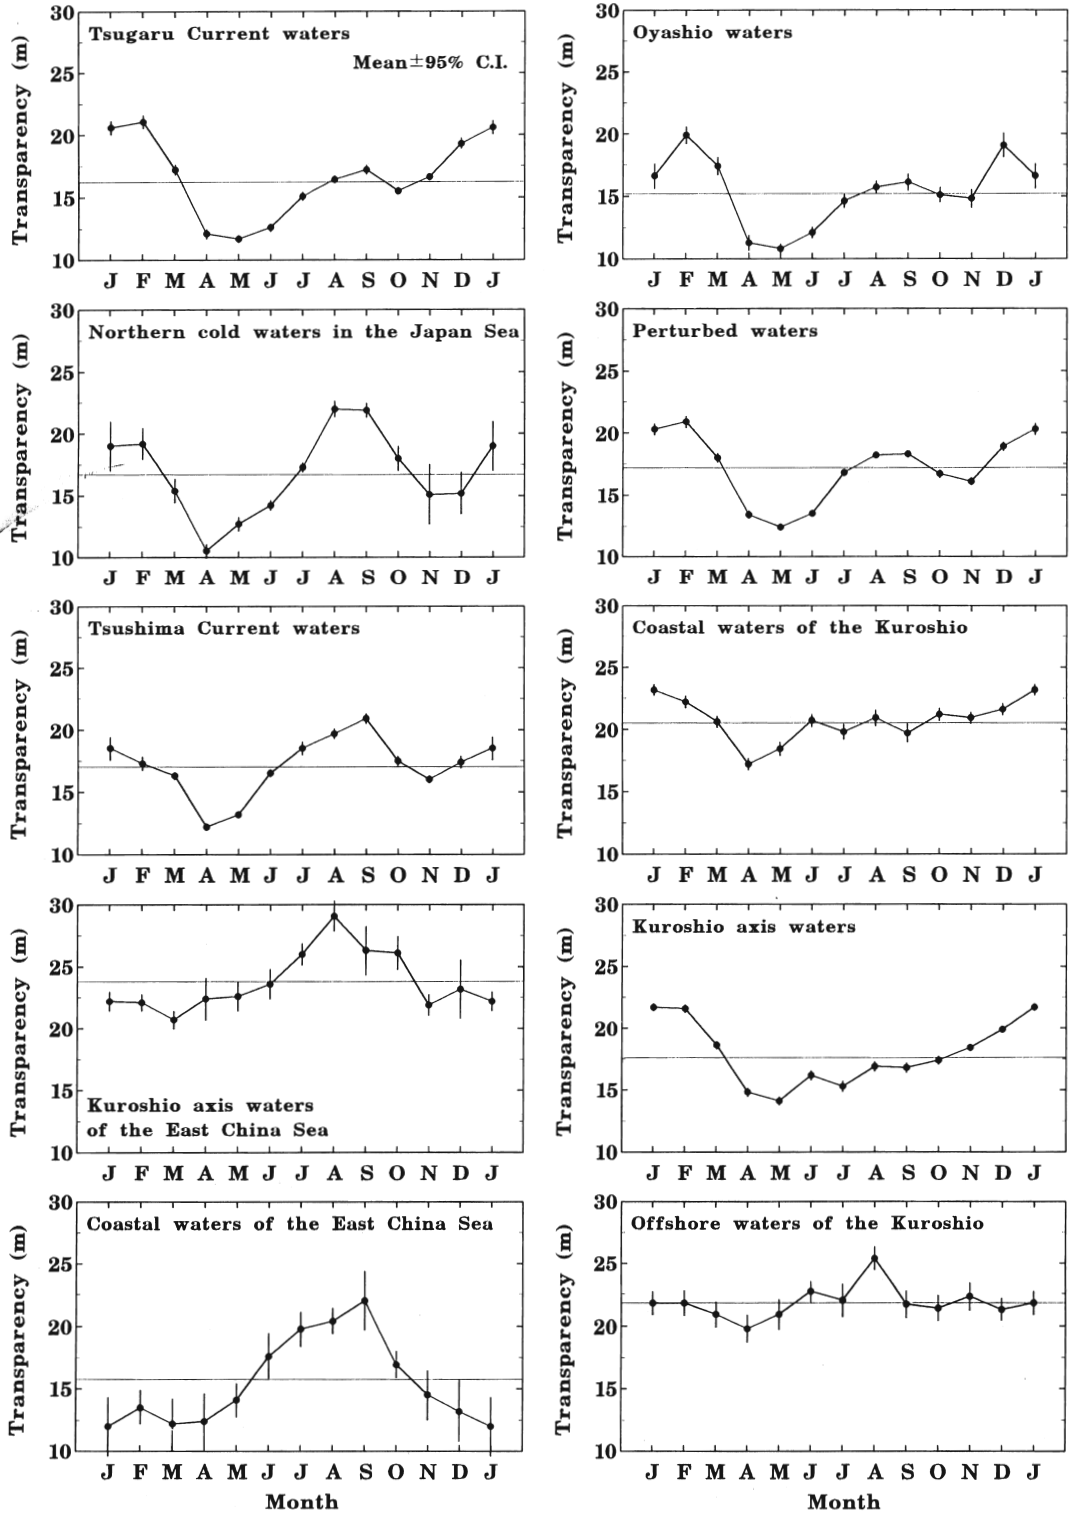 Tsugaru Current waters
Mean±95% C.I.
Transparency (m)
30
25
20
15
10
J F M A M J J A S O N D J
Oyashio waters
Transparency (m)
30
25
20
15
10
J F M A M J J A S O N D J
Northern cold waters in the Japan Sea
Transparency (m)
30
25
20
15
10
J F M A M J J A S O N D J
Perturbed waters
Transparency (m)
30
25
20
15
10
J F M A M J J A S O N D J
Tsushima Current waters
Transparency (m)
30
25
20
15
10
J F M A M J J A S O N D J
Coastal waters of the Kuroshio
Transparency (m)
30
25
20
15
10
J F M A M J J A S O N D J
Transparency (m)
30
25
20
15
10
Kuroshio axis waters
of the East China Sea
J F M A M J J A S O N D J
Kuroshio axis waters
Transparency (m)
30
25
20
15
10
J F M A M J J A S O N D J
Coastal waters of the East China Sea
Transparency (m)
30
25
20
15
10
J F M A M J J A S O N D J
Month
Offshore waters of the Kuroshio
Transparency (m)
30
25
20
15
10
J F M A M J J A S O N D J
Month